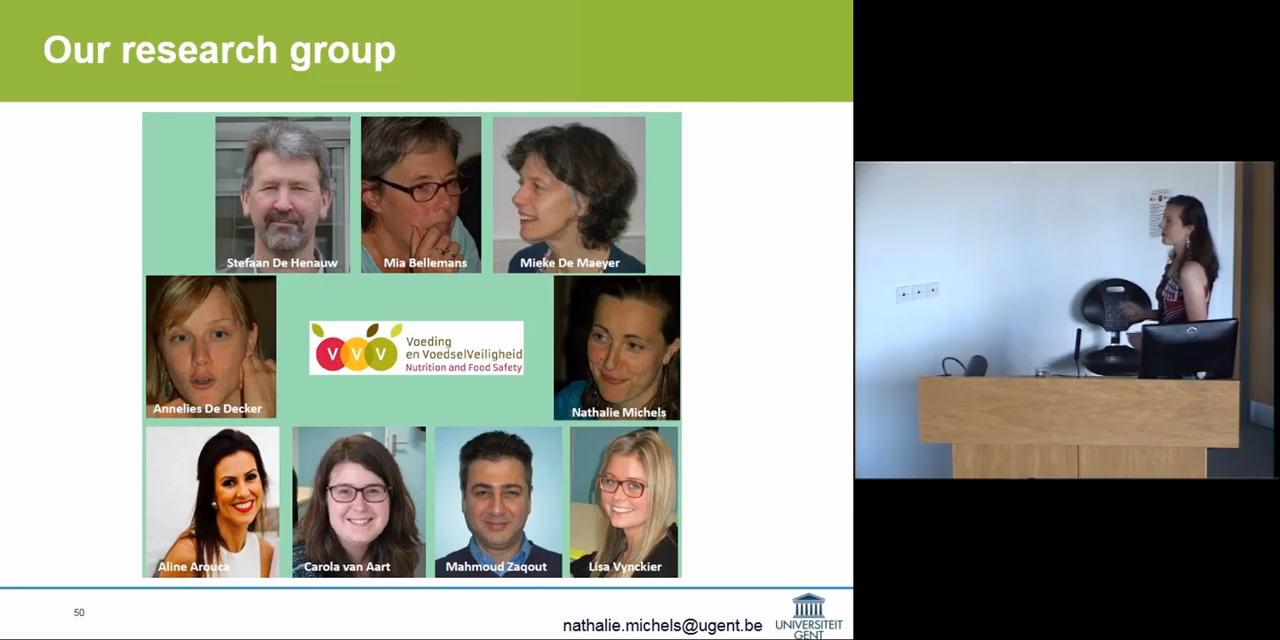 Our research group
Stefaan De Henauw
Mia Bellemans
Mieke De Maeyer
Annelies De Decker
V V V
Voeding
en VoedselVeiligheid
Nutrition and Food Safety
Nathalie Michels
Aline Arouca
Carola van Aart
Mahmoud Zaqout
Lisa Vynckier
50
nathalie.michels@ugent.be
UNIVERSITEIT
GENT